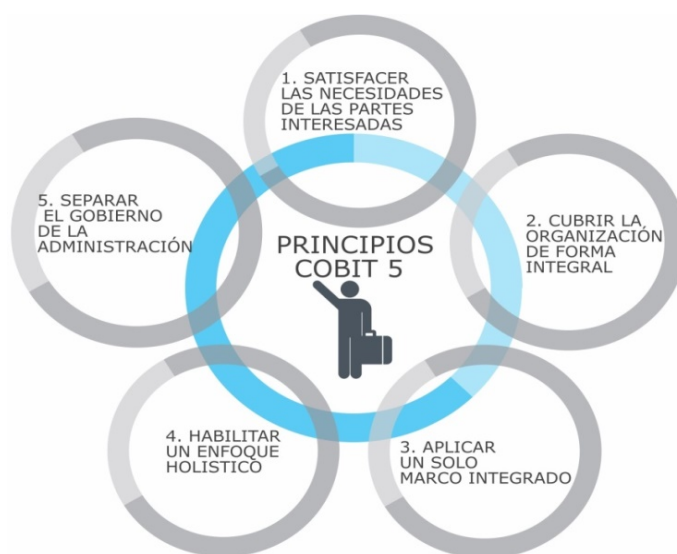 1. SATISFACER
LAS NECESIDADES
DE LAS PARTES
INTERESADAS
5. SEPARAR
EL GOBIERNO
DE LA
ADMINISTRACIÓN
PRINCIPIOS
COBIT 5
2. CUBRIR LA
ORGANIZACIÓN
DE FORMA
INTEGRAL
4. HABILITAR
UN ENFOQUE
HOLISTICO
3. APLICAR
UN SOLO
MARCO INTEGRADO